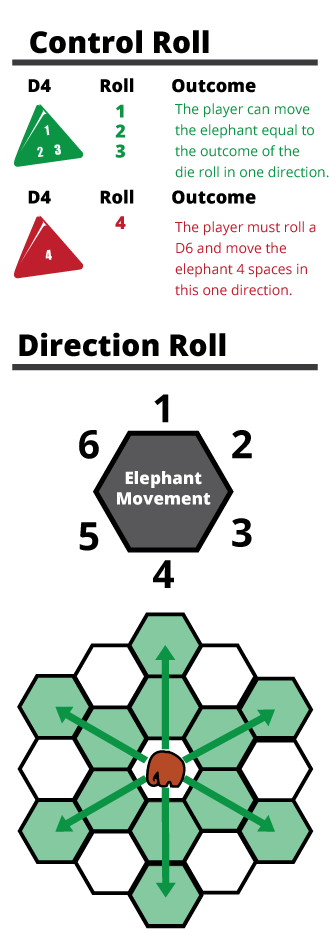 Control Roll
D4 Roll Outcome
1
2
3
1
2 3
The player can move
the elephant equal to
the outcome of the
die roll in one direction.
D4 Roll Outcome
4
4
The player must roll a
D6 and move the
elephant 4 spaces in
this one direction.
Direction Roll
1
6 2
Elephant
Movement
5 3
4